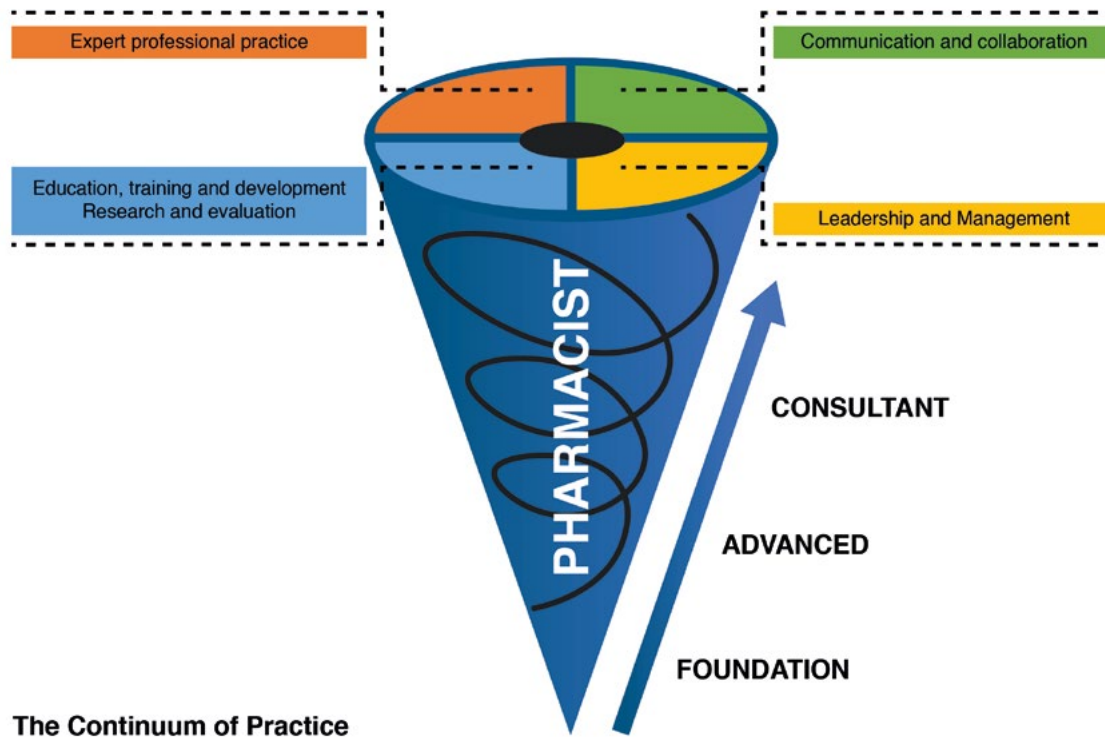 Expert professional practice
Communication and collaboration
Education, training and development
Research and evaluation
Leadership and Management
PHARMACIST
CONSULTANT
ADVANCED
FOUNDATION
The Continuum of Practice